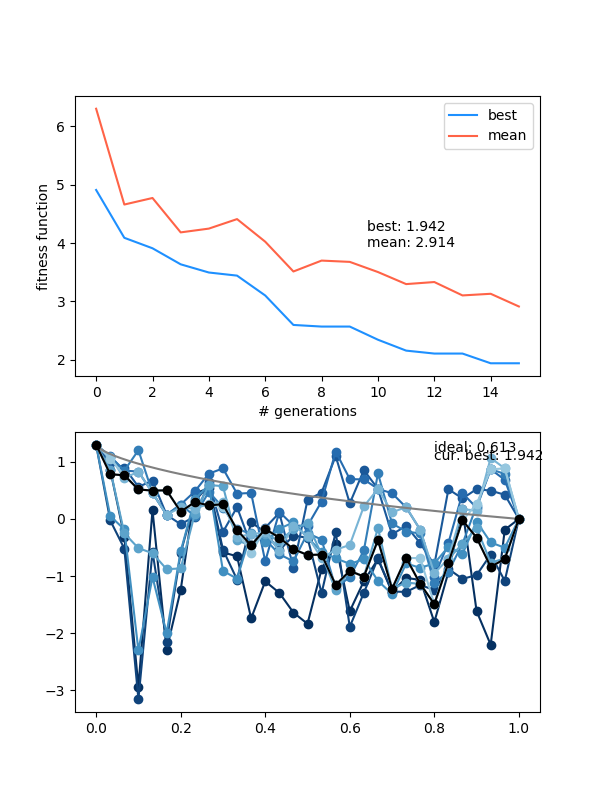 best
mean
6
5
4
3
2
fitness function
best: 1.942
mean: 2.914
0 2 4 6 8 10 12 14
# generations
ideal: 0.613
cur. best: 1.942
1
0
−1
−2
−3
0.0 0.2 0.4 0.6 0.8 1.0